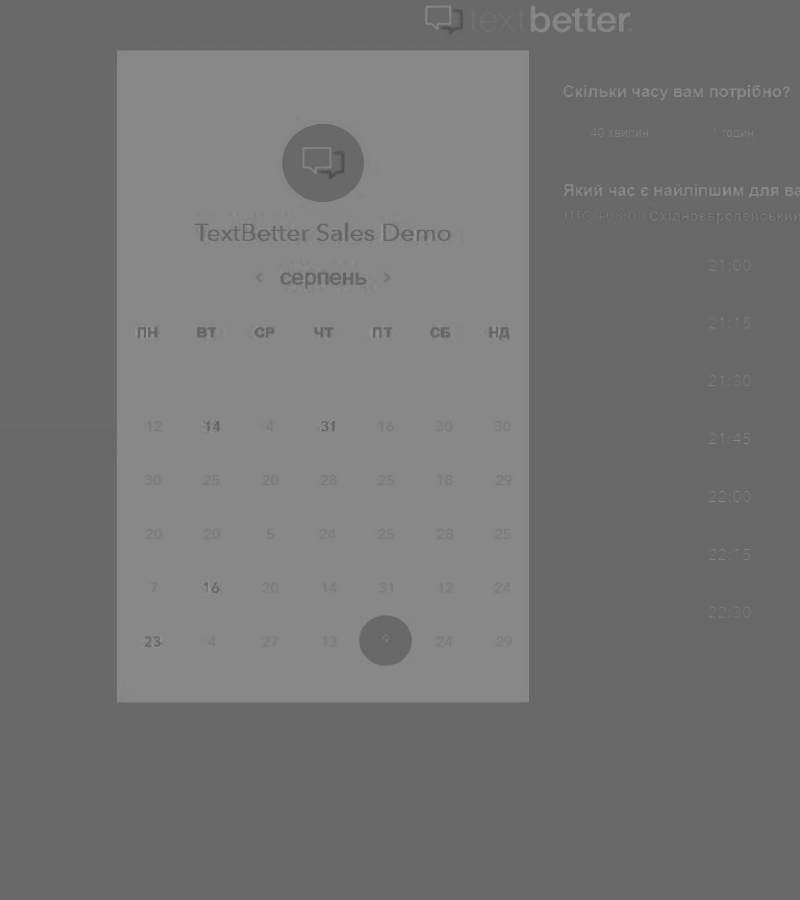 textbetter
Скільки часу вам потрібно?
40 хвилин 1 годин
Який час є найліпшим для ва
UTC +03:00 Східноєвропейський
TextBetter Sales Demo
‹ серпень ›
ПН ВТ СР ЧТ ПТ СБ НД
12 14 4 31 16 30 30
30 25 20 28 25 18 29
20 20 5 24 25 28 25
7 16 20 14 31 12 24
23 4 27 13 9 24 29
21:00
21:15
21:30
21:45
22:00
22:15
22:30